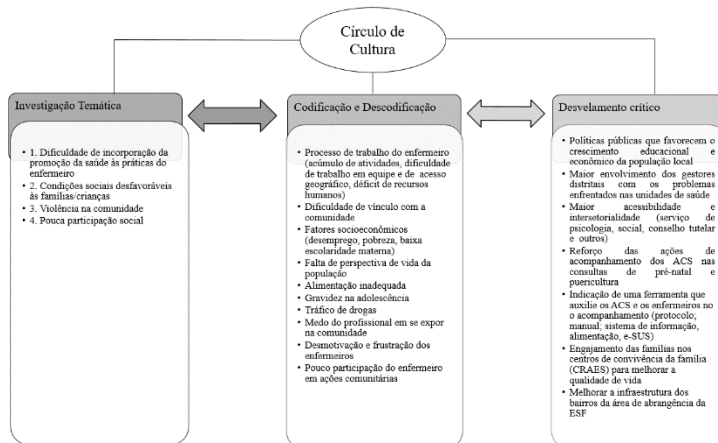 Círculo de
Cultura
Investigação Temática
• 1. Dificuldade de incorporação da
promoção da saúde às práticas do
enfermeiro
• 2. Condições sociais desfavoráveis
às famílias/crianças
• 3. Violência na comunidade
• 4. Pouca participação social
Codificação e Descodificação
• Processo de trabalho do enfermeiro
(acúmulo de atividades, dificuldade
de trabalho em equipe e de acesso
geográfico, déficit de recursos
humanos)
• Dificuldade de vínculo com a
comunidade
• Fatores socioeconômicos
(desemprego, pobreza, baixa
escolaridade materna)
• Falta de perspectiva de vida da
população
• Alimentação inadequada
• Gravidez na adolescência
• Tráfico de drogas
• Medo do profissional em se expor
na comunidade
• Desmotivação e frustração dos
enfermeiros
• Pouco participação do enfermeiro
em ações comunitárias
Desvelamento crítico
• Políticas públicas que favorecem o
crescimento educacional e
econômico da população local
• Maior envolvimento dos gestores
distritais com os problemas
enfrentados nas unidades de saúde
• Maior acessibilidade e
intersetorialidade (serviço de
psicologia, social, conselho tutelar
e outros)
• Reforço das ações de
acompanhamento dos ACS nas
consultas de pré-natal e
puericultura
• Indicação de uma ferramenta que
auxilie os ACS e os enfermeiros no
o acompanhamento (protocolo;
manual; sistema de informação,
alimentação, e-SUS)
• Engajamento das famílias nos
centros de convivência da família
(CRAES) para melhorar a
qualidade de vida
• Melhorar a infraestrutura dos
bairros da área de abrangência da
ESF